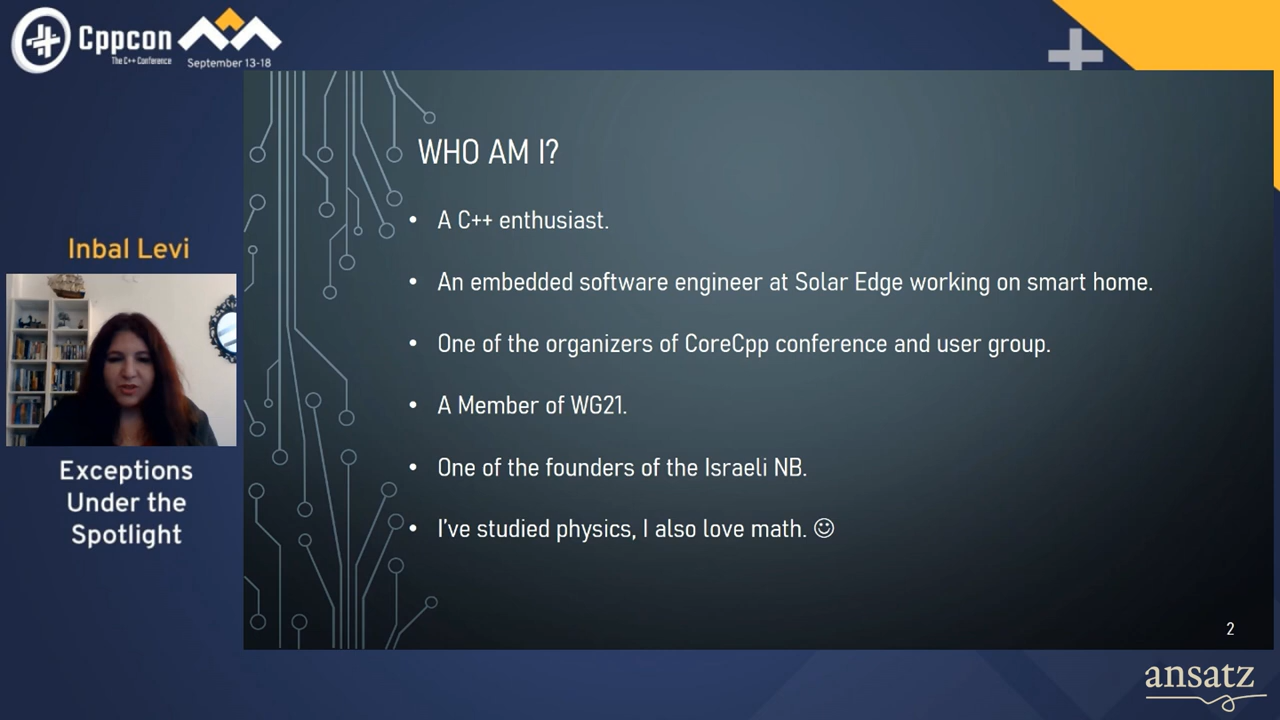 Cppcon
The C++ Conference
September 13-18
WHO AM I?
• A C++ enthusiast.
• An embedded software engineer at Solar Edge working on smart home.
• One of the organizers of CoreCpp conference and user group.
• A Member of WG21.
• One of the founders of the Israeli NB.
• I've studied physics, I also love math. ☺
2
Inbal Levi
Exceptions
Under the
Spotlight
ansatz